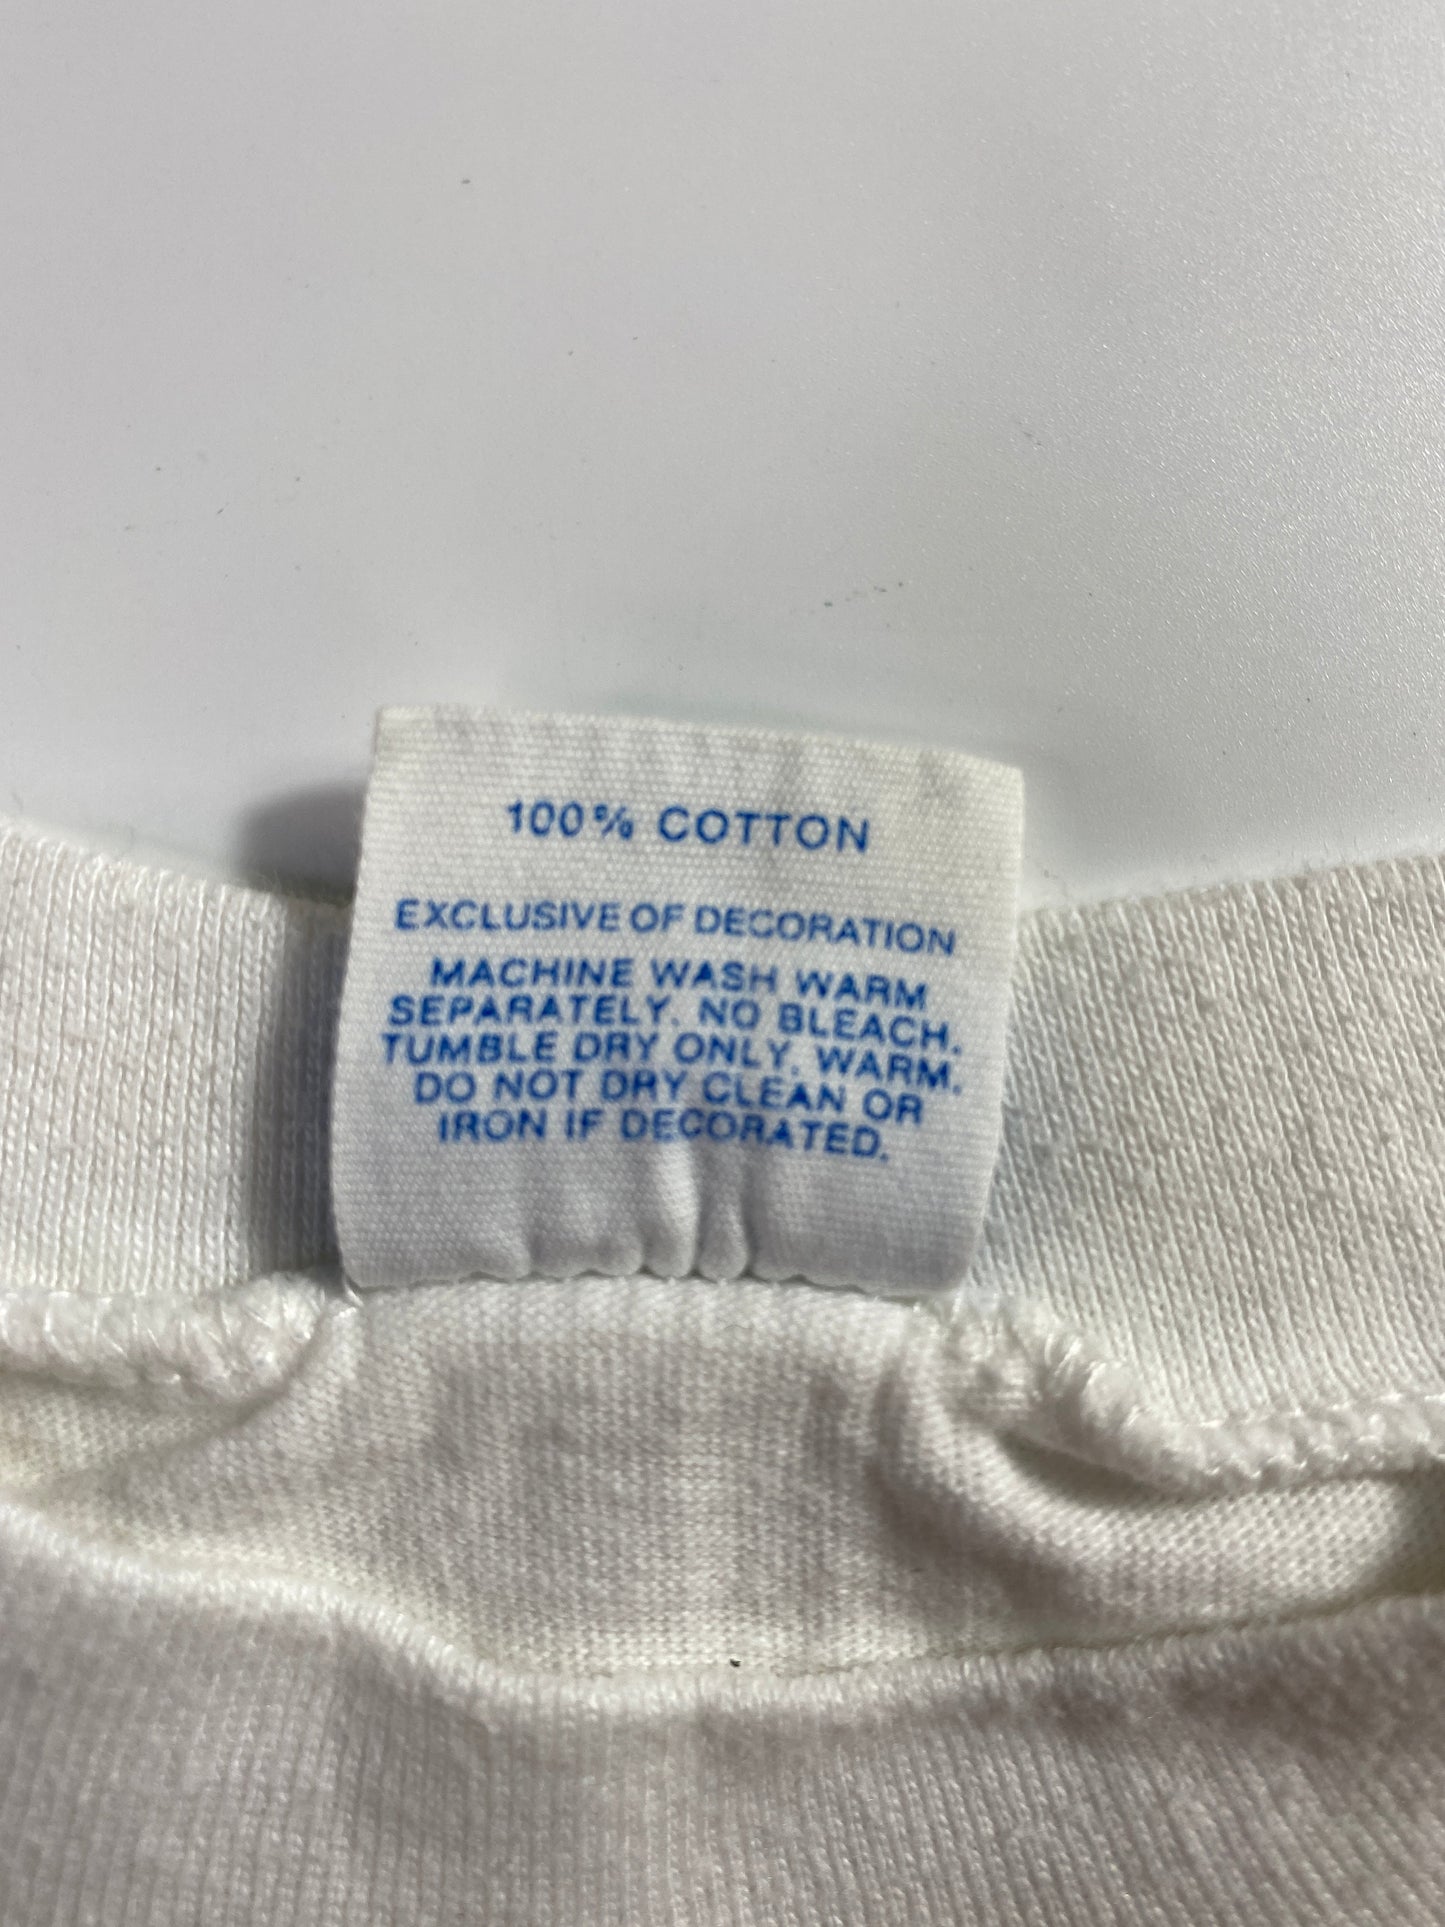 100% COTTON
EXCLUSIVE OF DECORATION
MACHINE WASH WARM
SEPARATELY. NO BLEACH.
TUMBLE DRY ONLY. WARM.
DO NOT DRY CLEAN OR
IRON IF DECORATED.